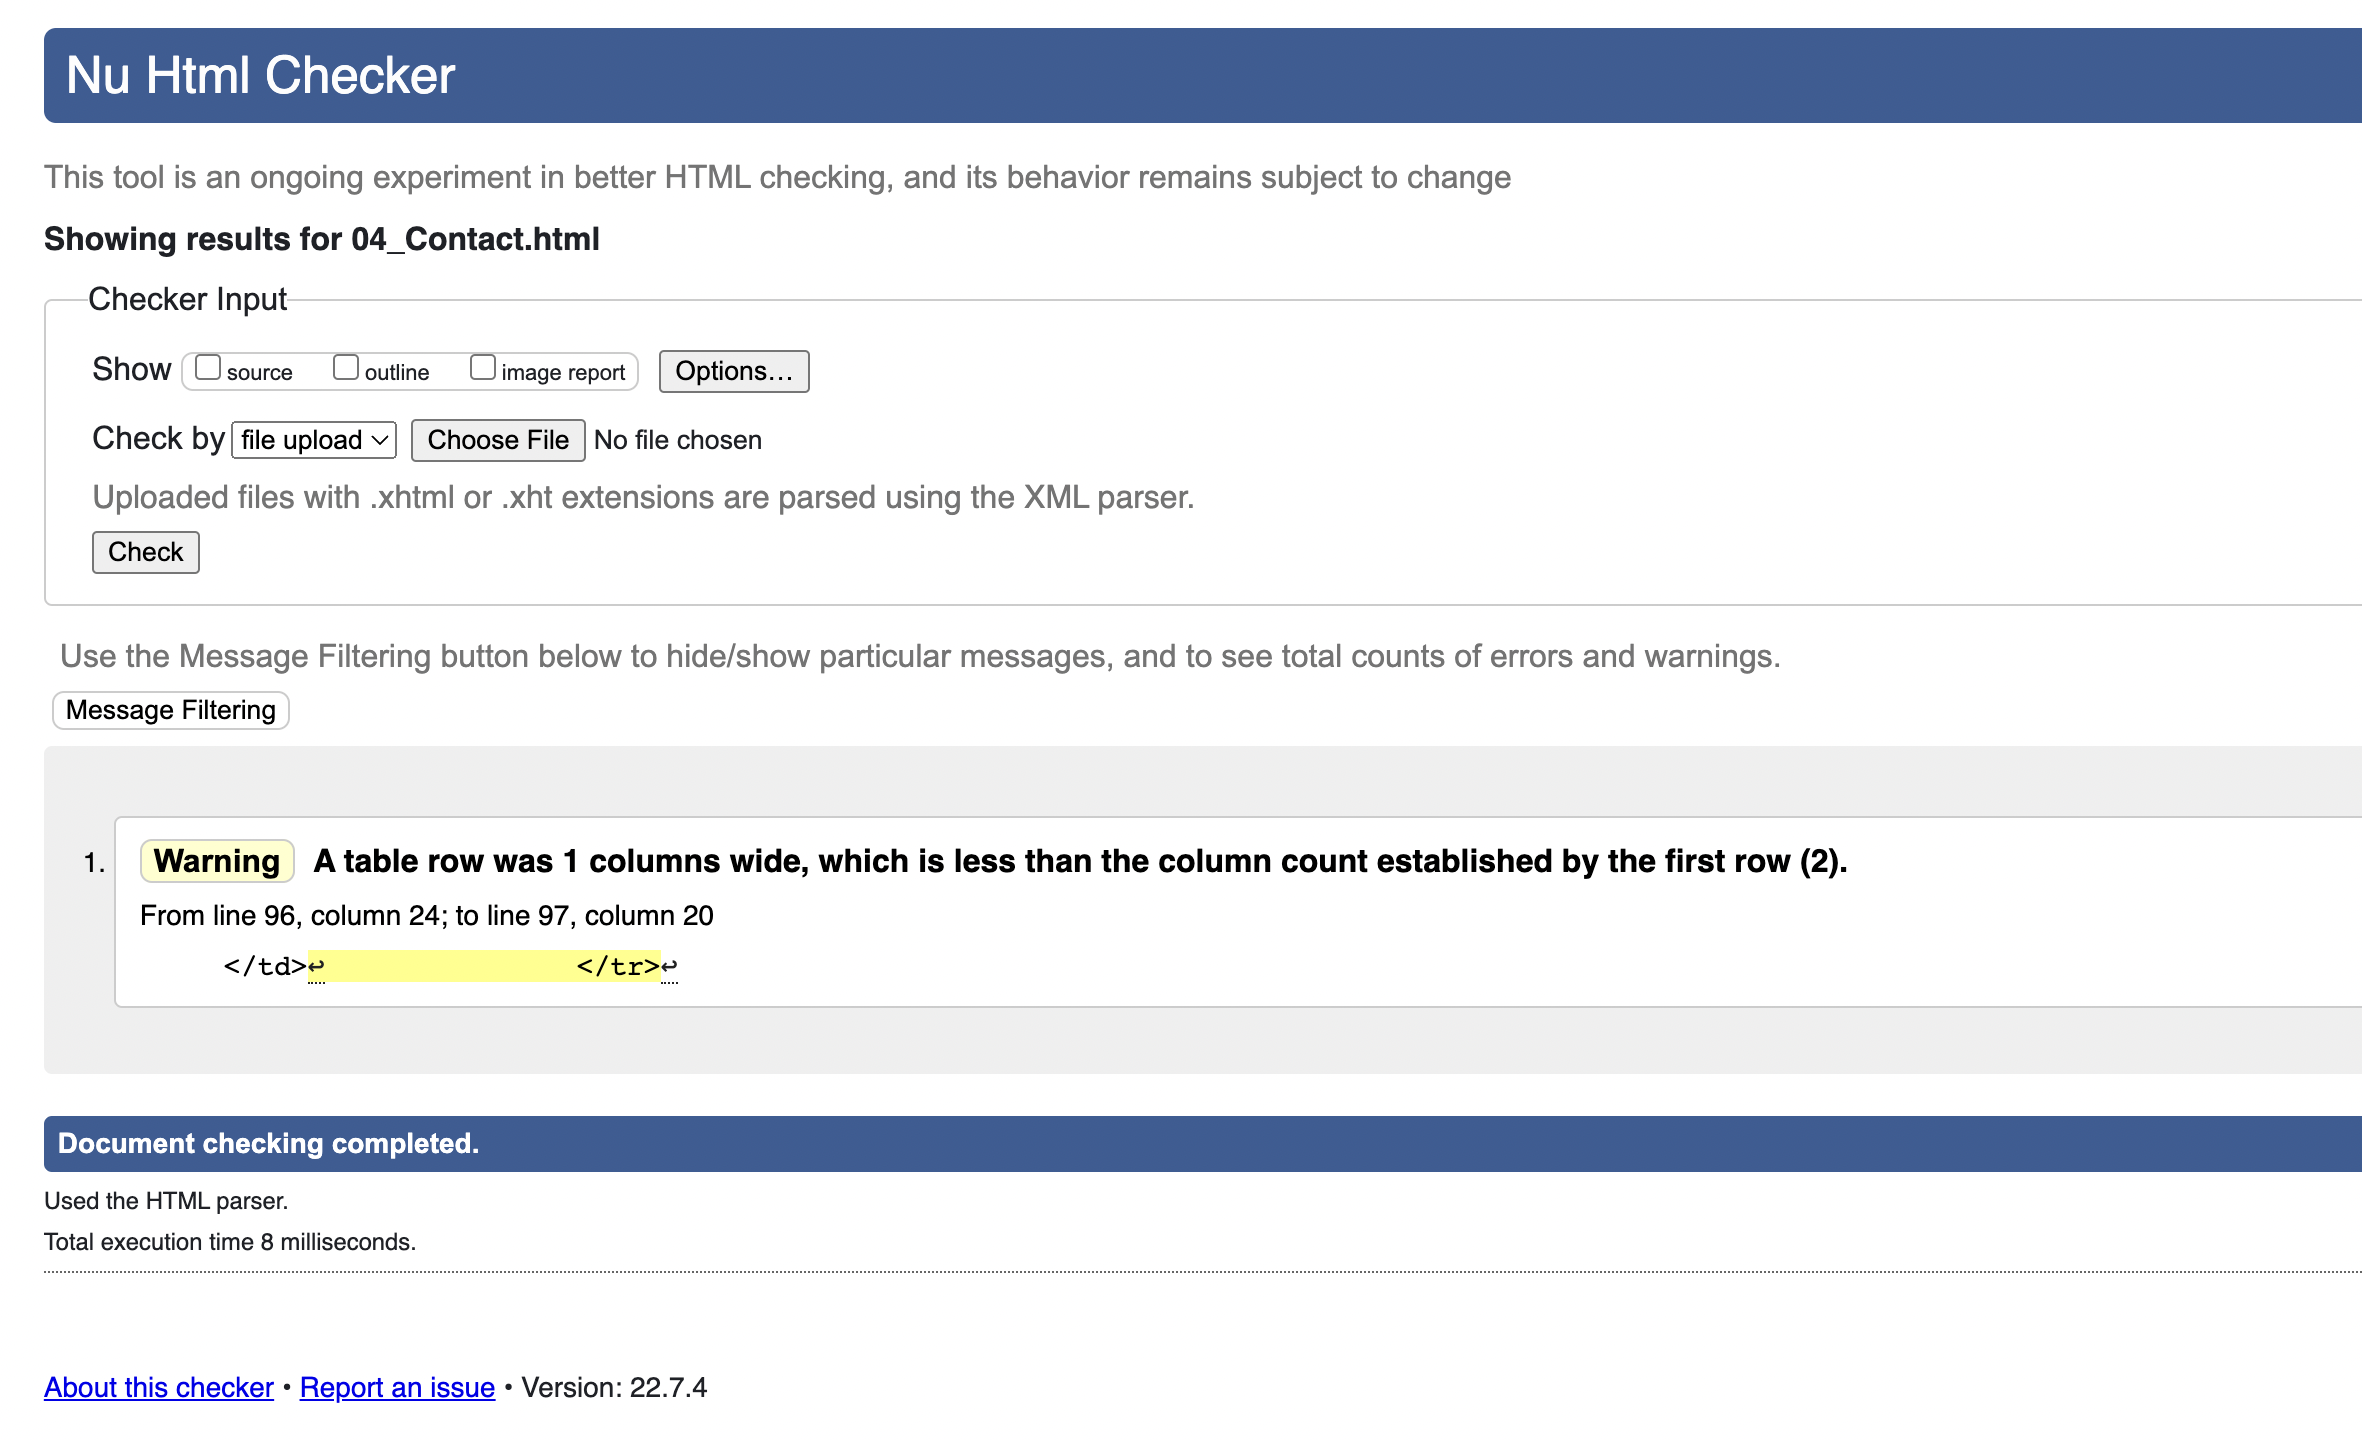 Nu Html Checker
This tool is an ongoing experiment in better HTML checking, and its behavior remains subject to change
Showing results for 04_Contact.html
Checker Input
Show source outline image report Options...
Check by file upload Choose File No file chosen
Uploaded files with .xhtml or .xht extensions are parsed using the XML parser.
Check
Use the Message Filtering button below to hide/show particular messages, and to see total counts of errors and warnings.
Message Filtering
1. Warning A table row was 1 columns wide, which is less than the column count established by the first row (2).
From line 96, column 24; to line 97, column 20
</td>↩ </tr>↩
Document checking completed.
Used the HTML parser.
Total execution time 8 milliseconds.
About this checker • Report an issue • Version: 22.7.4